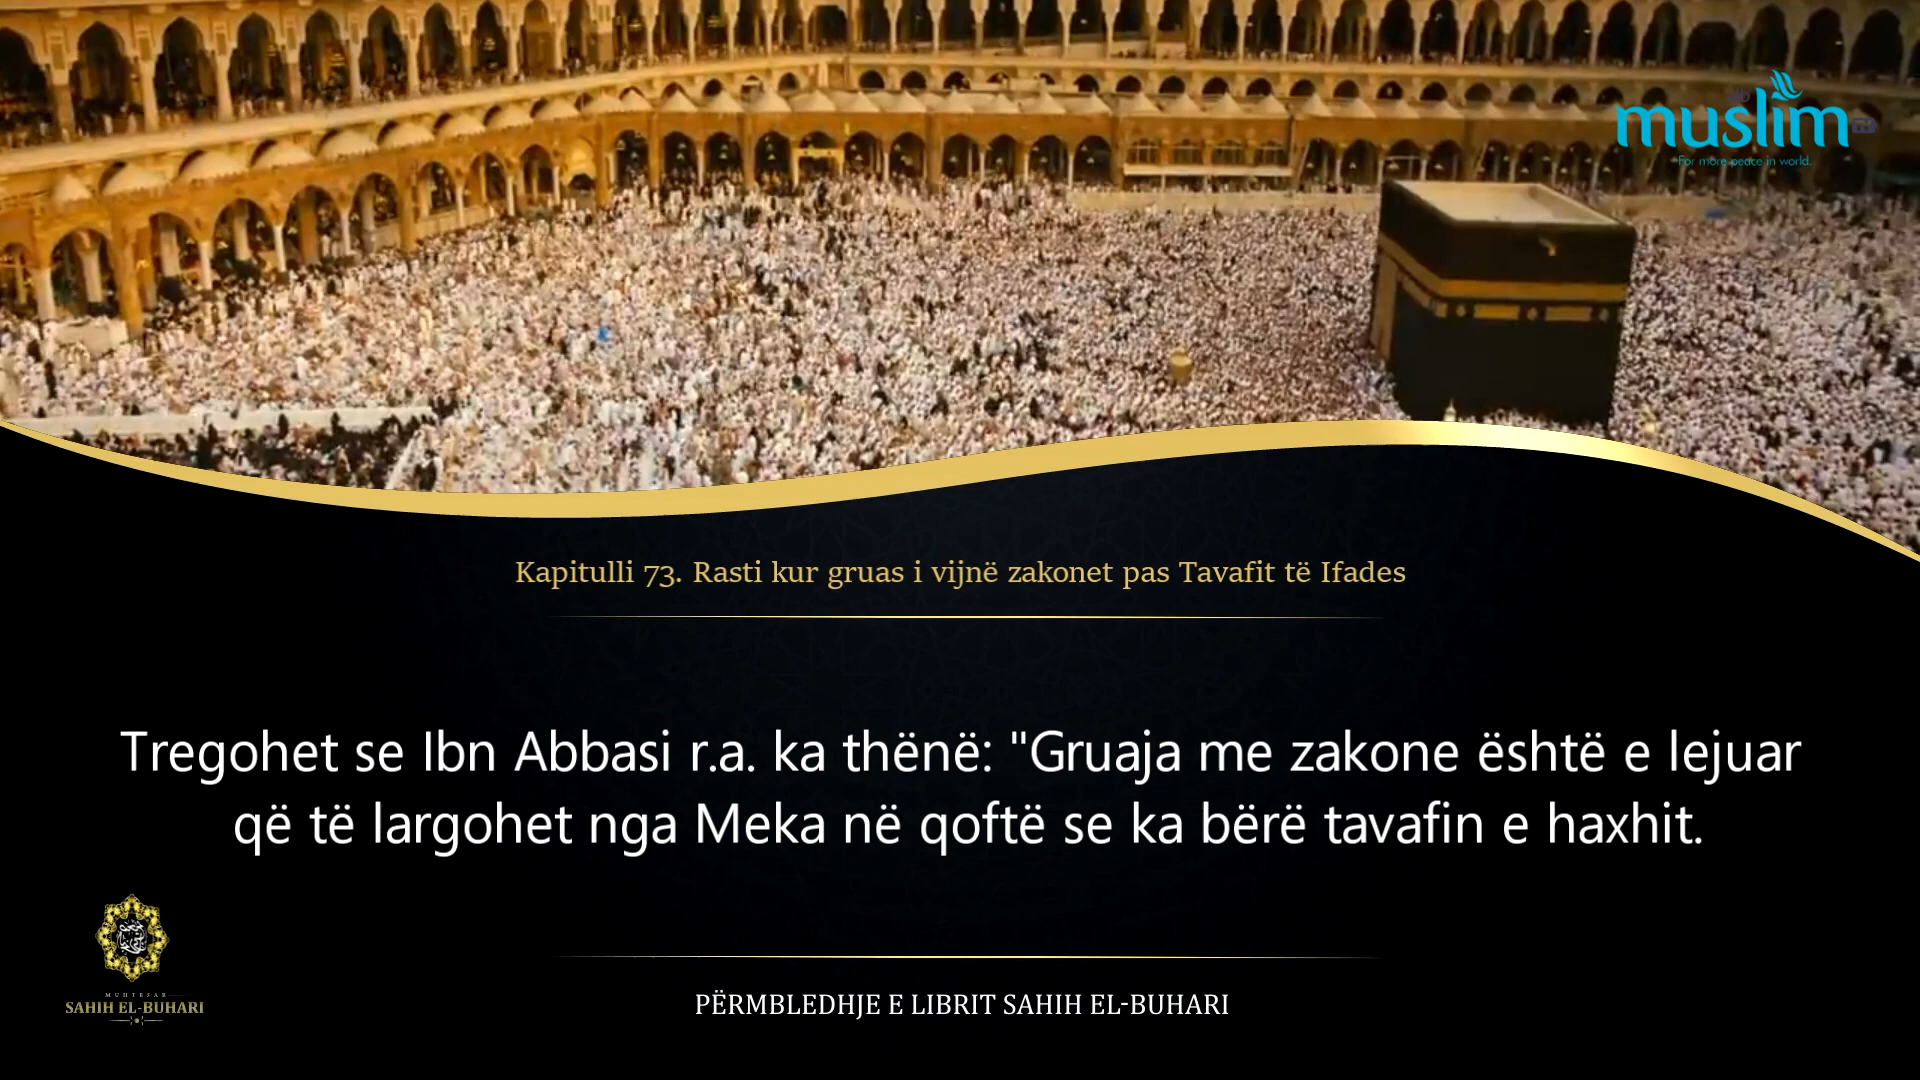 muslim
For more peace in world.
Kapitulli 73. Rasti kur gruas i vijnë zakonet pas Tavafit të Ifades
Tregohet se Ibn Abbasi r.a. ka thënë: "Gruaja me zakone është e lejuar
që të largohet nga Meka në qoftë se ka bërë tavafin e haxhit.
MUHTESAR
SAHIH EL-BUHARI
PËRMBLEDHJE E LIBRIT SAHIH EL-BUHARI